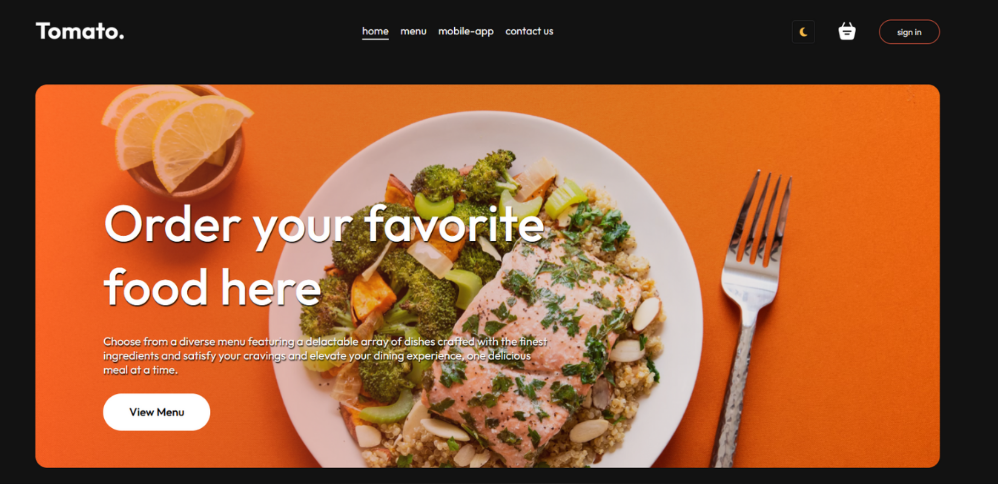 Tomato.
home menu mobile-app contact us
sign in
Order your favorite
food here
Choose from a diverse menu featuring a delactable array of dishes crafted with the finest
ingredients and satisfy your cravings and elevate your dining experience, one delicious
meal at a time.
View Menu